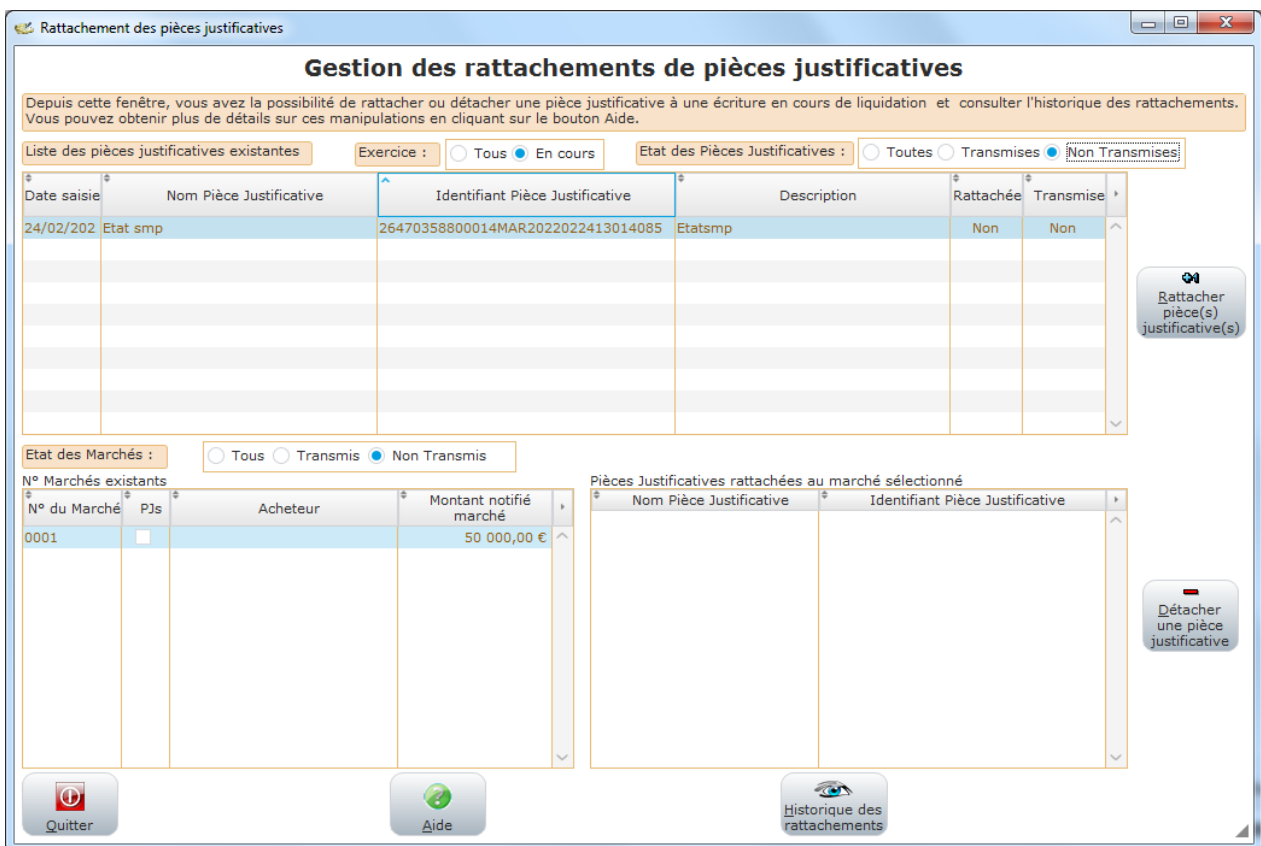 Rattachement des pièces justificatives
Gestion des rattachements de pièces justificatives
Depuis cette fenêtre, vous avez la possibilité de rattacher ou détacher une pièce justificative à une écriture en cours de liquidation et consulter l'historique des rattachements.
Vous pouvez obtenir plus de détails sur ces manipulations en cliquant sur le bouton Aide.
Liste des pièces justificatives existantes Exercice : Tous En cours Etat des Pièces Justificatives : Toutes Transmises Non Transmises
Date saisie Nom Pièce Justificative Identifiant Pièce Justificative Description Rattachée Transmise
24/02/202 Etat smp 26470358800014MAR2022022413014085 Etatsmp Non Non
Rattacher
pièce(s)
justificative(s)
Etat des Marchés : Tous Transmis Non Transmis
N° Marchés existants
N° du Marché PJs Acheteur Montant notifié
marché
0001 50 000,00 €
Pièces Justificatives rattachées au marché sélectionné
Nom Pièce Justificative Identifiant Pièce Justificative
Détacher
une pièce
justificative
Quitter
Aide
Historique des
rattachements